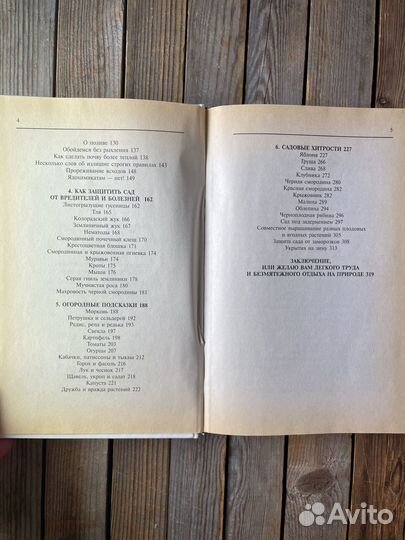 4
О поливе 130
Обойдемся без рыхления 137
Как сделать почву более теплой 138
Несколько слов об излишне строгих правилах 143
Прореживание всходов 148
Ядохимикатам — нет! 149
4. КАК ЗАЩИТИТЬ САД
ОТ ВРЕДИТЕЛЕЙ И БОЛЕЗНЕЙ 162
Листогрызущие гусеницы 162
Тля 165
Колорадский жук 165
Земляничный жук 167
Нематоды 168
Смородинный почечный клещ 170
Крестоцветная блошка 171
Смородинная и крыжовниковая огневка 174
Муравьи 174
Кроты 175
Мыши 176
Серая гниль земляники 178
Мучнистая роса 180
Махровость черной смородины 181
5. ОГОРОДНЫЕ ПОДСКАЗКИ 188
Морковь 188
Петрушка и сельдерей 192
Редис, репа и редька 193
Свекла 197
Картофель 198
Томаты 203
Огурцы 207
Кабачки, патиссоны и тыквы 212
Горох и фасоль 216
Лук и чеснок 217
Щавель, укроп и салат 218
Капуста 221
Дружба и вражда растений 222
5
6. САДОВЫЕ ХИТРОСТИ 227
Яблоня 227
Груша 266
Слива 268
Клубника 272
Черная смородина 280
Красная смородина 282
Крыжовник 282
Малина 289
Облепиха 294
Черноплодная рябина 296
Сад под задернением 297
Совместное выращивание разных плодовых
и ягодных растений 305
Защита сада от заморозков 308
Укрытия на зиму 311
ЗАКЛЮЧЕНИЕ,
ИЛИ ЖЕЛАЮ ВАМ ЛЕГКОГО ТРУДА
И БЕЗМЯТЕЖНОГО ОТДЫХА НА ПРИРОДЕ 319
Avito